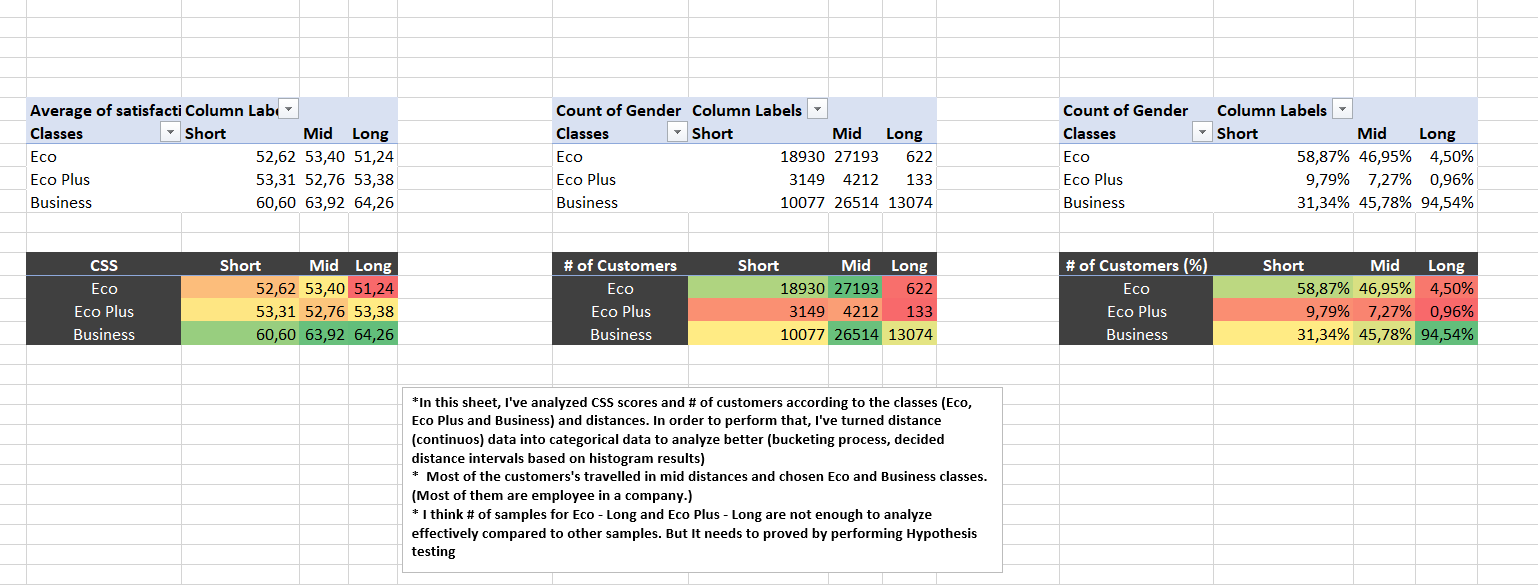 Average of satisfacti Column Labe
Classes Short Mid Long
Eco 52,62 53,40 51,24
Eco Plus 53,31 52,76 53,38
Business 60,60 63,92 64,26
Count of Gender Column Labels
Classes Short Mid Long
Eco 18930 27193 622
Eco Plus 3149 4212 133
Business 10077 26514 13074
Count of Gender Column Labels
Classes Short Mid Long
Eco 58,87% 46,95% 4,50%
Eco Plus 9,79% 7,27% 0,96%
Business 31,34% 45,78% 94,54%
CSS Short Mid Long
Eco 52,62 53,40 51,24
Eco Plus 53,31 52,76 53,38
Business 60,60 63,92 64,26
# of Customers Short Mid Long
Eco 18930 27193 622
Eco Plus 3149 4212 133
Business 10077 26514 13074
# of Customers (%) Short Mid Long
Eco 58,87% 46,95% 4,50%
Eco Plus 9,79% 7,27% 0,96%
Business 31,34% 45,78% 94,54%
*In this sheet, I've analyzed CSS scores and # of customers according to the classes (Eco,
Eco Plus and Business) and distances. In order to perform that, I've turned distance
(continuos) data into categorical data to analyze better (bucketing process, decided
distance intervals based on histogram results)
* Most of the customers's travelled in mid distances and chosen Eco and Business classes.
(Most of them are employee in a company.)
* I think # of samples for Eco - Long and Eco Plus - Long are not enough to analyze
effectively compared to other samples. But It needs to proved by performing Hypothesis
testing